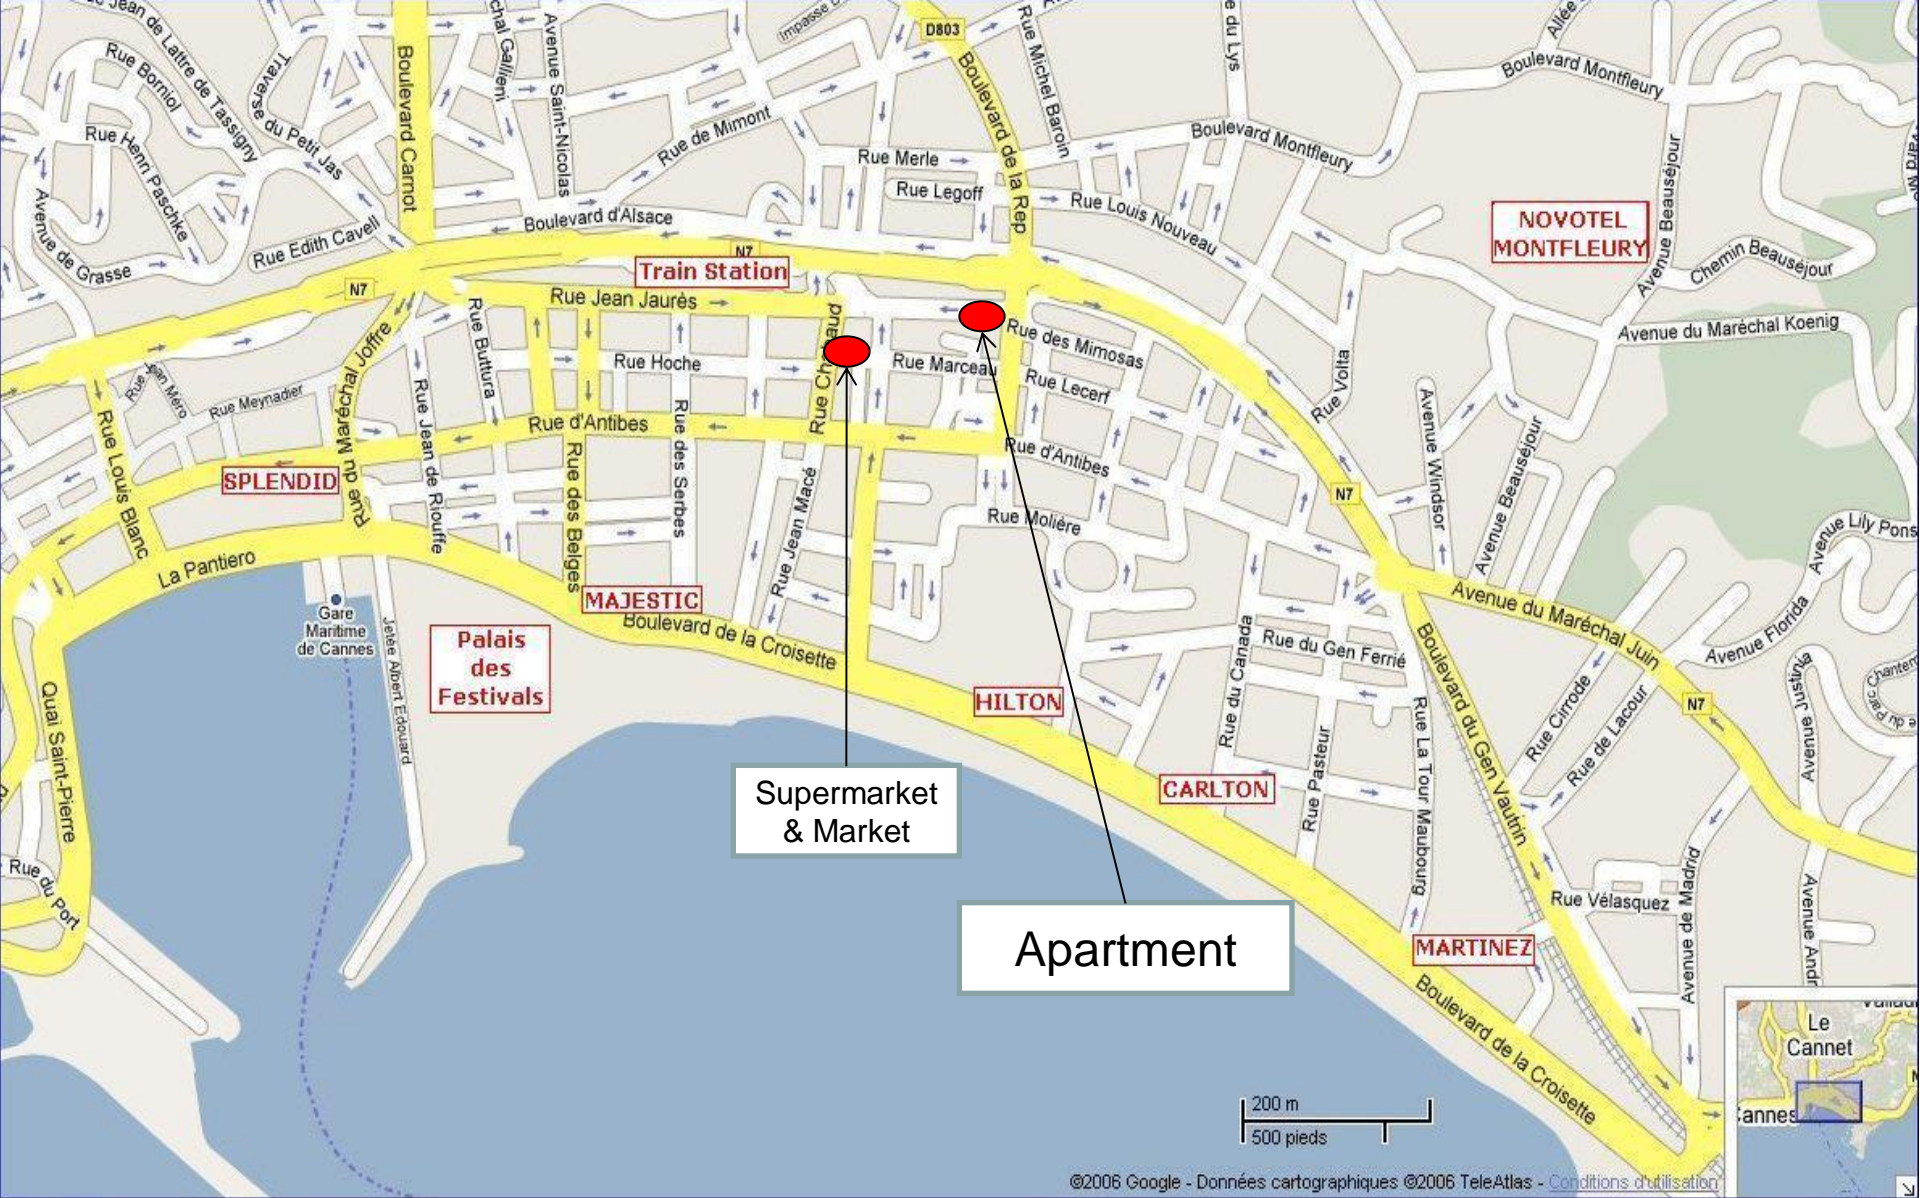 Jean de Lattre de Tassigny
Rue Borniol
Traverse du Petit Jas
Rue Henri Paschke
Avenue de Grasse
Rue Edith Cavell
Boulevard Carnot
Avenue Saint-Nicolas
Rue de Mimont
D803
Boulevard de la Rep
Rue Michel Baroin
Rue Merle
Rue Legoff
Boulevard d'Alsace
Rue Louis Nouveau
Boulevard Montfleury
Boulevard Montfleury
NOVOTEL
MONTFLEURY
Avenue Beauséjour
Chemin Beauséjour
Avenue du Maréchal Koenig
N7
N7
Train Station
Rue Jean Jaurès
Rue Buttura
Rue Hoche
Rue Marceau
Rue des Mimosas
Rue Lecerf
Rue Volta
Rue Jean Méro
Rue Meynadier
Rue du Maréchal Joffre
Rue Jean de Riouffe
Rue d'Antibes
Rue d'Antibes
Rue Louis Blanc
SPLENDID
Rue des Belges
Rue des Serbes
Rue Jean Macé
Rue Molière
N7
Avenue Windsor
Avenue Beauséjour
Avenue Lily Pons
La Pantiero
MAJESTIC
Boulevard de la Croisette
Gare
Maritime
de Cannes
Jetée Albert Edouard
Palais
des
Festivals
Quai Saint-Pierre
Rue du Port
HILTON
CARLTON
MARTINEZ
Rue du Canada
Rue du Gen Ferrié
Rue Pasteur
Rue La Tour Maubourg
Boulevard du Gen Vautrin
Avenue du Maréchal Juin
Avenue Florida
Avenue Justinia
N7
Rue Cirrode
Rue de Lacour
Rue Vélasquez
Avenue de Madrid
Avenue Andr
Supermarket
& Market
Apartment
Boulevard de la Croisette
Le
Cannet
200 m
500 pieds
©2006 Google - Données cartographiques ©2006 TeleAtlas - Conditions d'utilisation